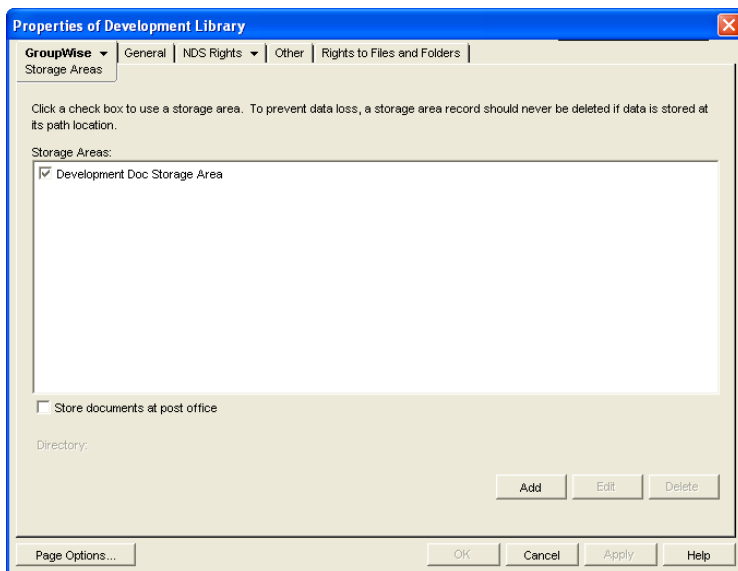 Properties of Development Library
GroupWise General NDS Rights Other Rights to Files and Folders
Storage Areas
Click a check box to use a storage area. To prevent data loss, a storage area record should never be deleted if data is stored at
its path location.
Storage Areas:
Development Doc Storage Area
Store documents at post office
Directory:
Add Edit Delete
Page Options... OK Cancel Apply Help